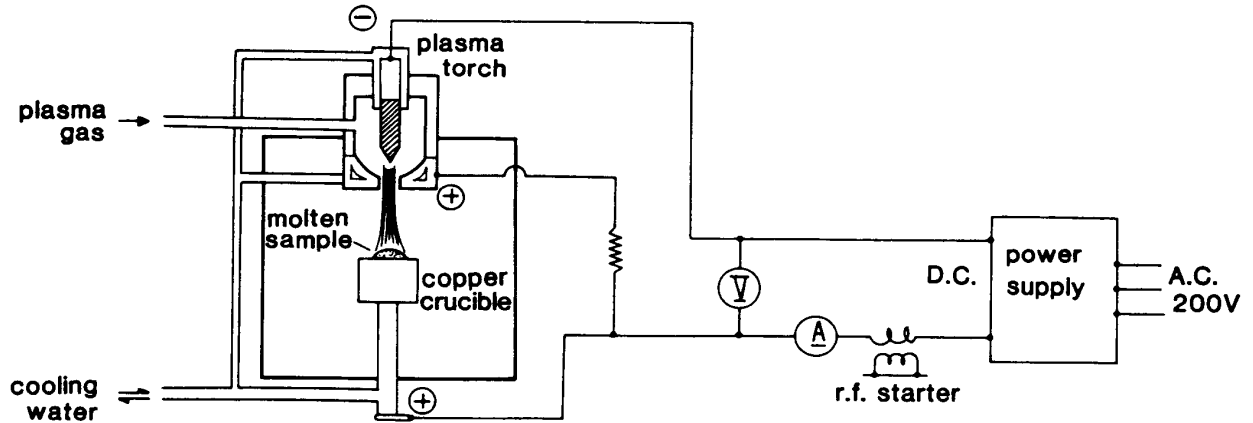 −
plasma
torch
plasma
gas
+
molten
sample
copper
crucible
cooling
water
+
V
A
D.C.
power
supply
A.C.
200V
r.f. starter